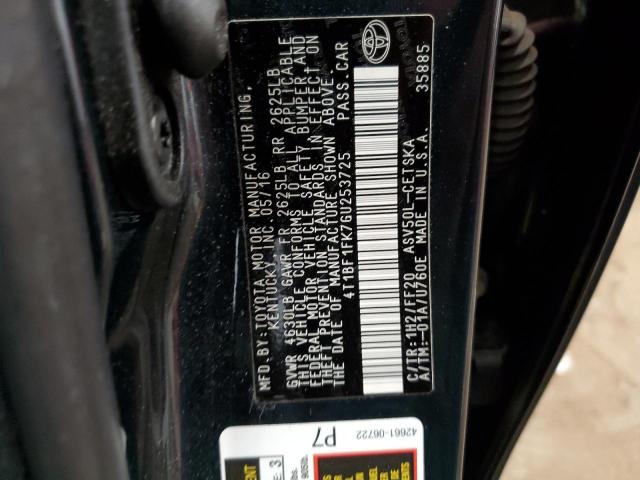 MFD. BY: TOYOTA MOTOR MANUFACTURING,
KENTUCKY, INC. 05/16
GVWR 4630LB GAWR FR 2625LB RR 2625LB
THIS VEHICLE CONFORMS TO ALL APPLICABLE
FEDERAL MOTOR VEHICLE SAFETY, BUMPER AND
THEFT PREVENTION STANDARDS IN EFFECT ON
THE DATE OF MANUFACTURE SHOWN ABOVE.
4T1BF1FK7GU253725 PASS.CAR
C/TR:1H2/FF20 ASV50L-CETSKA
A/TM:-01A/U760E MADE IN U.S.A. 35885
TOYOTA
42661-06722
P7
3